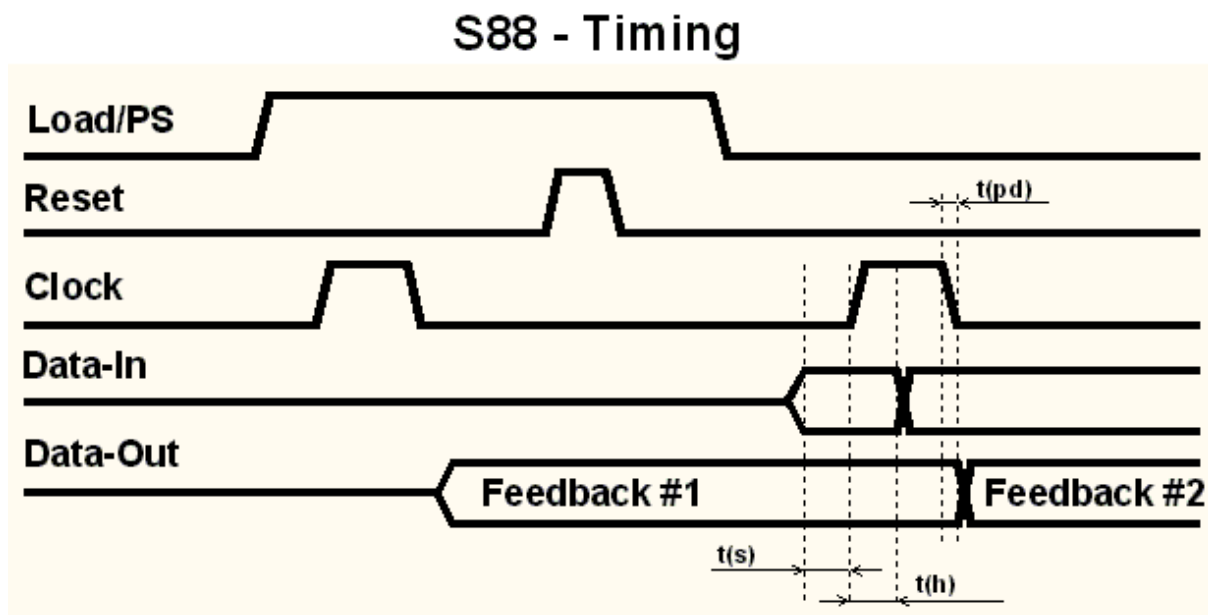 S88 - Timing
Load/PS
Reset
t(pd)
Clock
Data-In
Data-Out
Feedback #1
Feedback #2
t(s)
t(h)